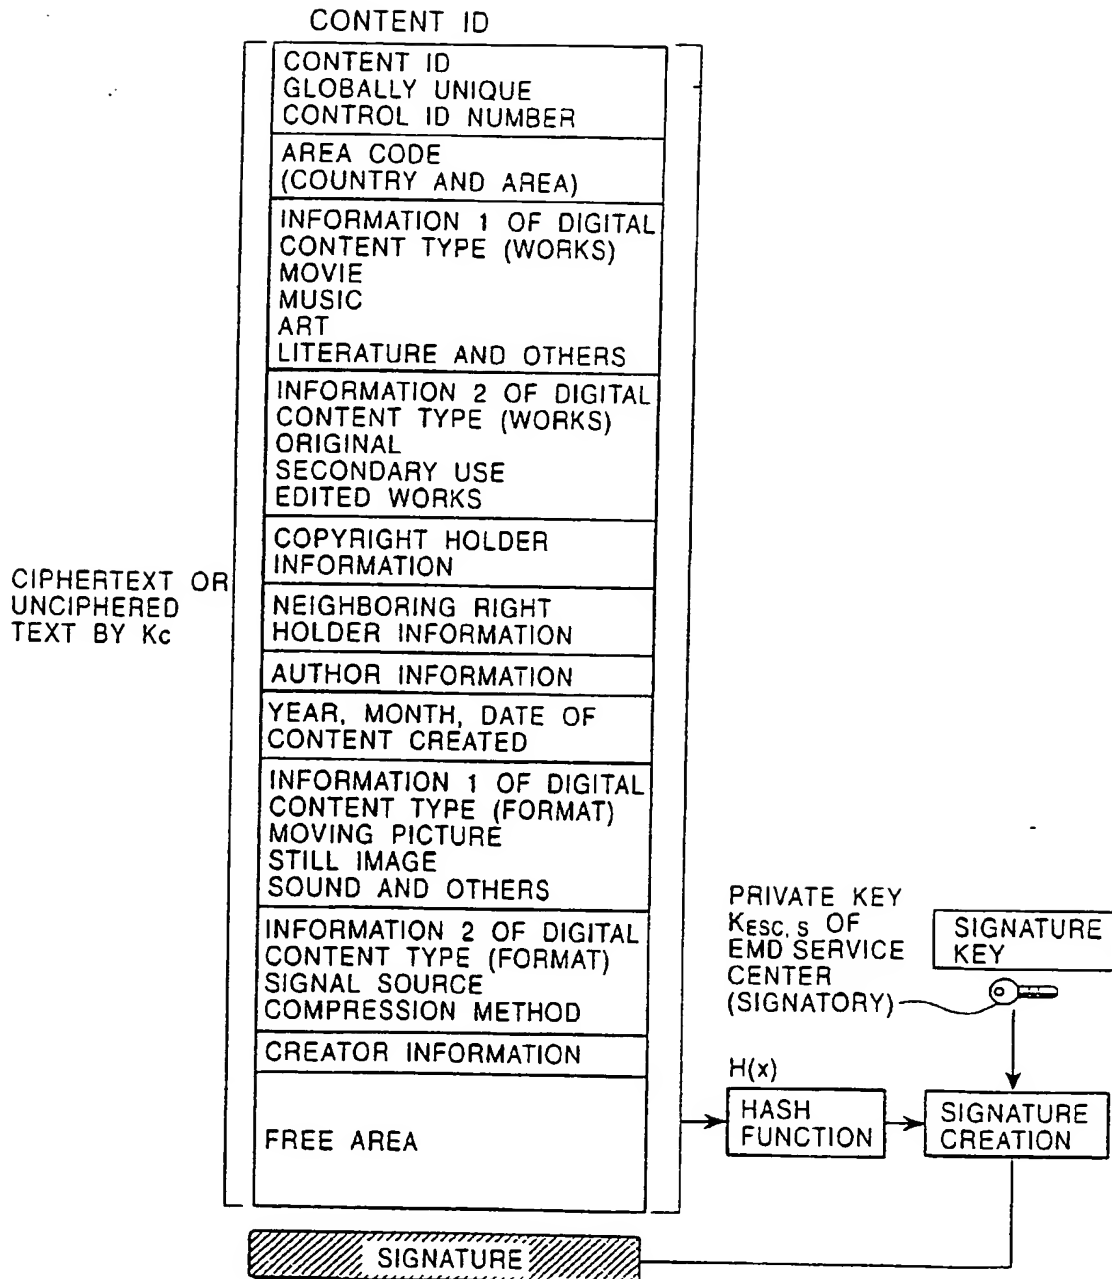 CONTENT ID
CONTENT ID
GLOBALLY UNIQUE
CONTROL ID NUMBER
AREA CODE
(COUNTRY AND AREA)
INFORMATION 1 OF DIGITAL
CONTENT TYPE (WORKS)
MOVIE
MUSIC
ART
LITERATURE AND OTHERS
INFORMATION 2 OF DIGITAL
CONTENT TYPE (WORKS)
ORIGINAL
SECONDARY USE
EDITED WORKS
COPYRIGHT HOLDER
INFORMATION
NEIGHBORING RIGHT
HOLDER INFORMATION
AUTHOR INFORMATION
YEAR, MONTH, DATE OF
CONTENT CREATED
INFORMATION 1 OF DIGITAL
CONTENT TYPE (FORMAT)
MOVING PICTURE
STILL IMAGE
SOUND AND OTHERS
INFORMATION 2 OF DIGITAL
CONTENT TYPE (FORMAT)
SIGNAL SOURCE
COMPRESSION METHOD
CREATOR INFORMATION
FREE AREA
CIPHERTEXT OR
UNCIPHERED
TEXT BY Kc
PRIVATE KEY
KESC, S OF
EMD SERVICE
CENTER
(SIGNATORY)
SIGNATURE
KEY
H(x)
HASH
FUNCTION
SIGNATURE
CREATION
SIGNATURE